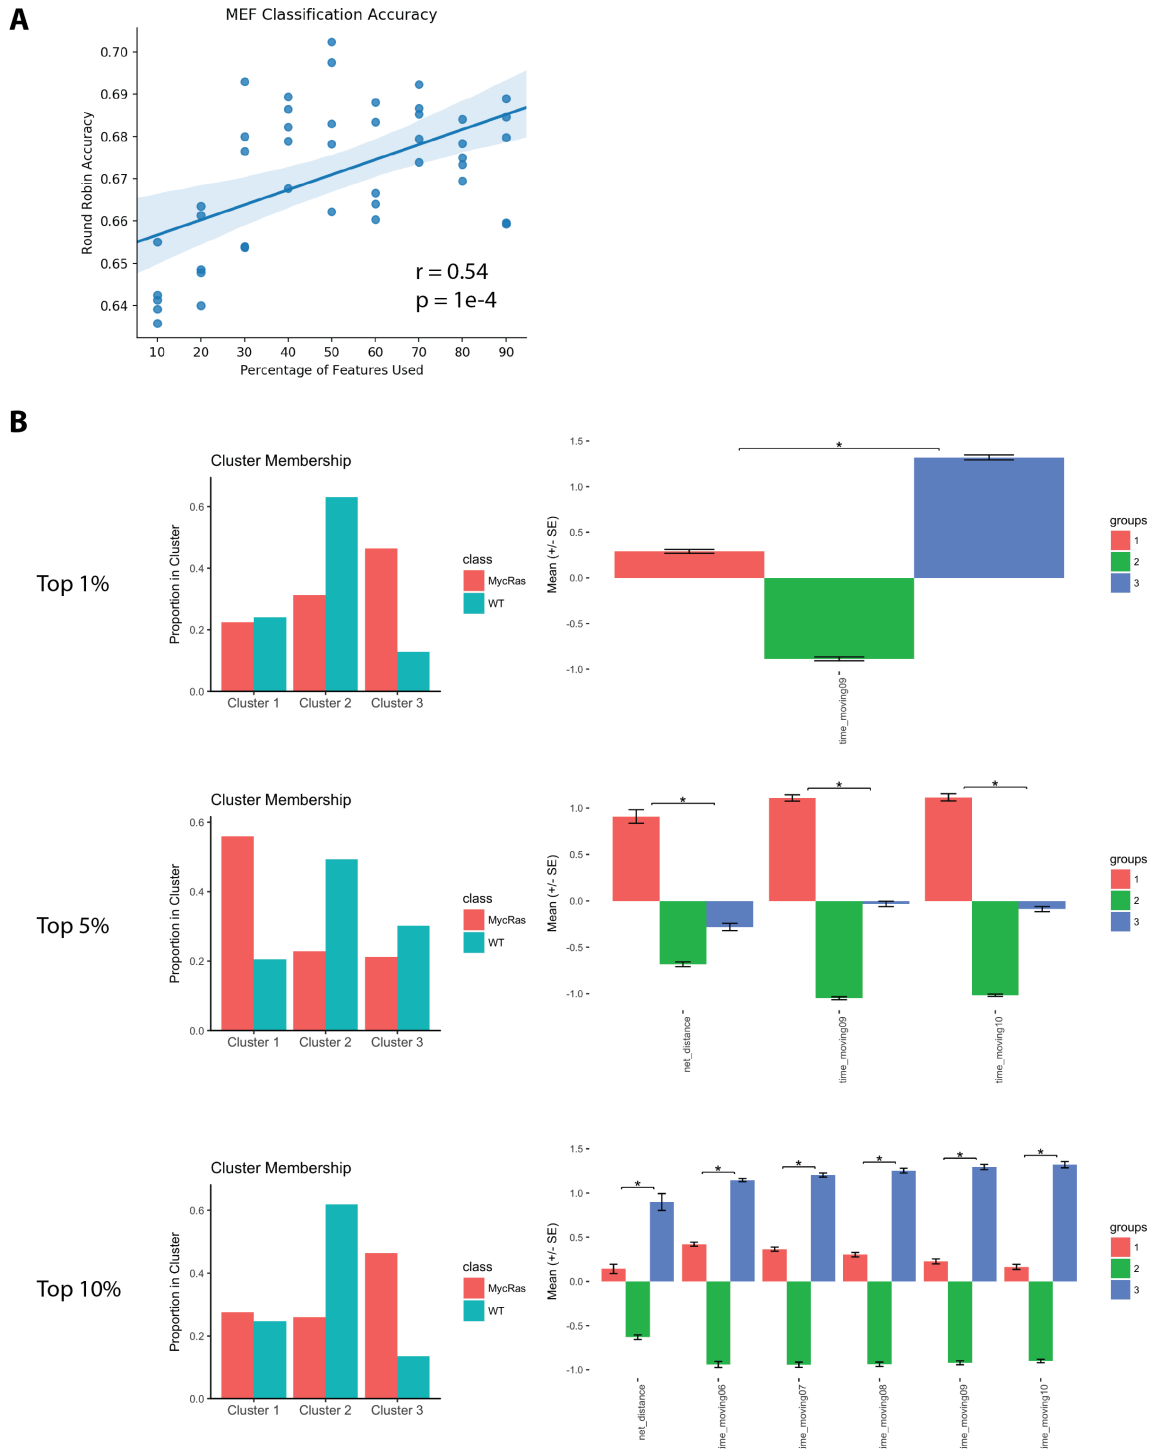 A
MEF Classification Accuracy
Round Robin Accuracy
0.70
0.69
0.68
0.67
0.66
0.65
0.64
r = 0.54
p = 1e-4
10 20 30 40 50 60 70 80 90
Percentage of Features Used
B
Top 1%
Cluster Membership
Proportion in Cluster
0.6
0.4
0.2
0.0
Cluster 1 Cluster 2 Cluster 3
class
MycRas
WT
Mean (+/- SE)
1.5
1.0
0.5
0.0
-0.5
-1.0
*
time_moving09
groups
1
2
3
Top 5%
Cluster Membership
Proportion in Cluster
0.6
0.4
0.2
0.0
Cluster 1 Cluster 2 Cluster 3
class
MycRas
WT
Mean (+/- SE)
1.0
0.5
0.0
-0.5
-1.0
* * *
net_distance
time_moving09
time_moving10
groups
1
2
3
Top 10%
Cluster Membership
Proportion in Cluster
0.6
0.4
0.2
0.0
Cluster 1 Cluster 2 Cluster 3
class
MycRas
WT
Mean (+/- SE)
1.5
1.0
0.5
0.0
-0.5
-1.0
* * * * * *
net_distance
ime_moving06
ime_moving07
ime_moving08
ime_moving09
ime_moving10
groups
1
2
3